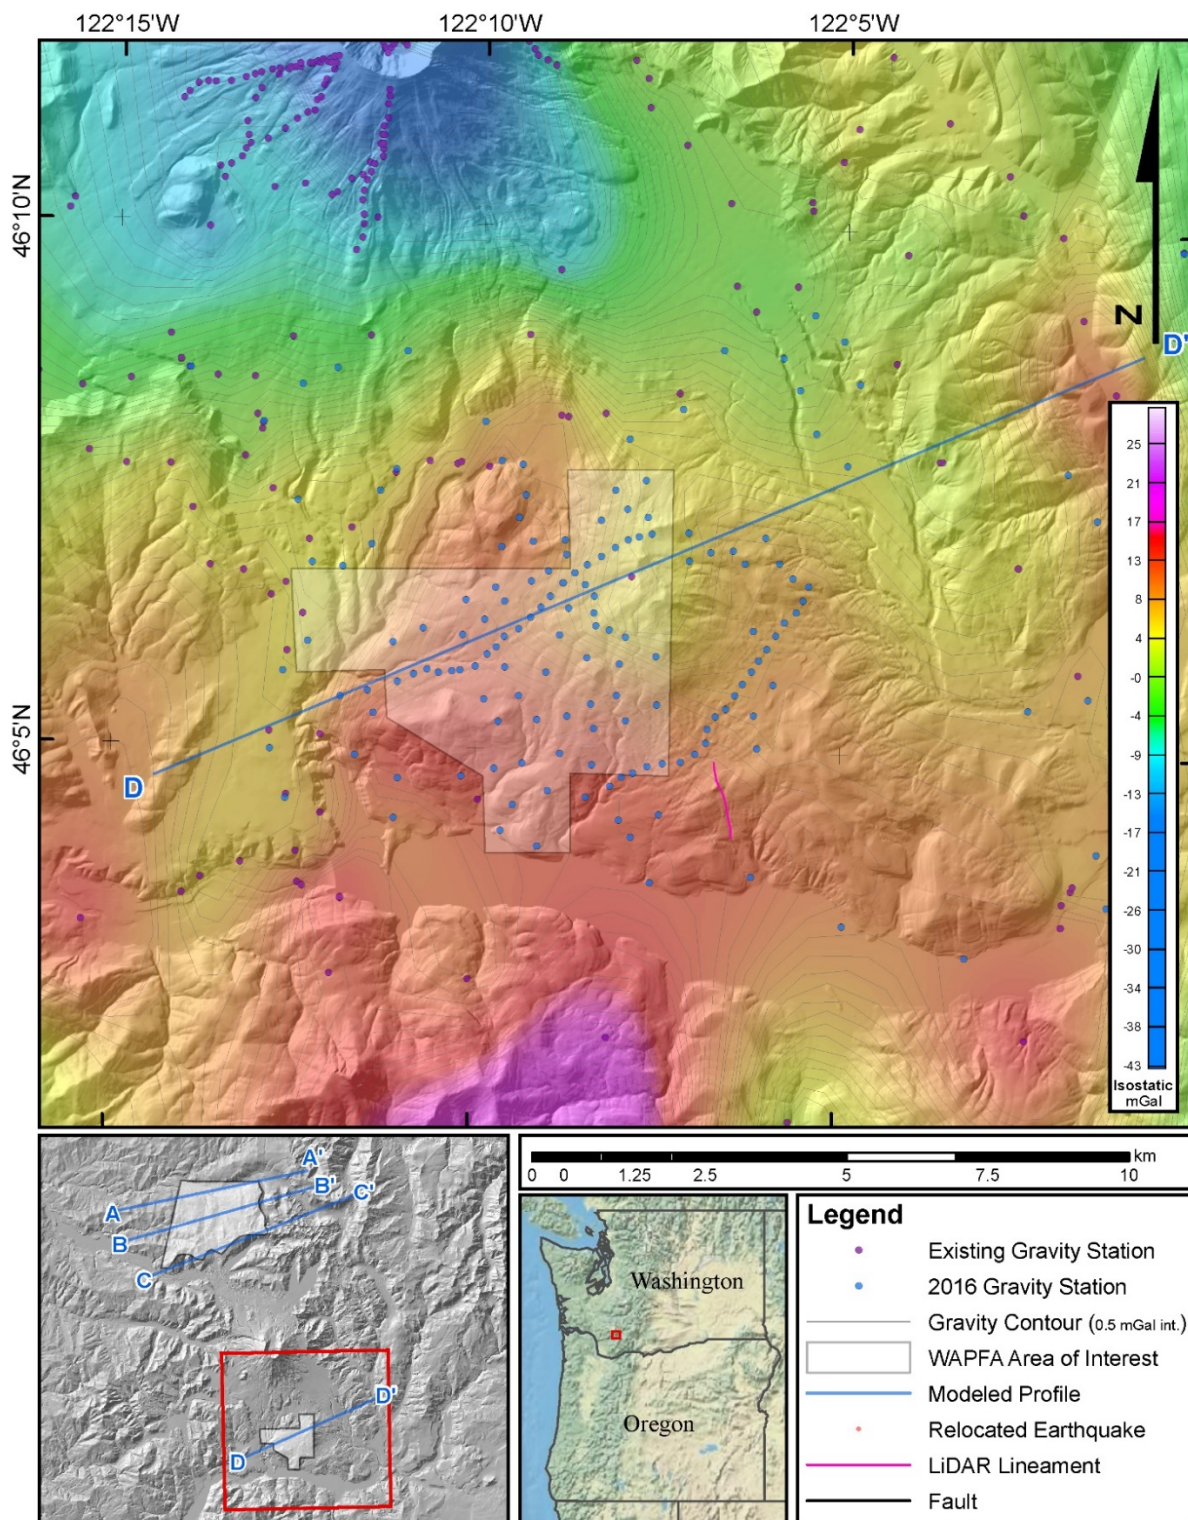 122°15'W 122°10'W 122°5'W
46°10'N
46°5'N
N
D'
D
25
21
17
13
8
4
-0
-4
-9
-13
-17
-21
-26
-30
-34
-38
-43
Isostatic
mGal
A'
B'
C'
A
B
C
D'
D
0 0 1.25 2.5 5 7.5 10 km
Washington
Oregon
Legend
Existing Gravity Station
2016 Gravity Station
Gravity Contour (0.5 mGal int.)
WAPFA Area of Interest
Modeled Profile
Relocated Earthquake
LiDAR Lineament
Fault